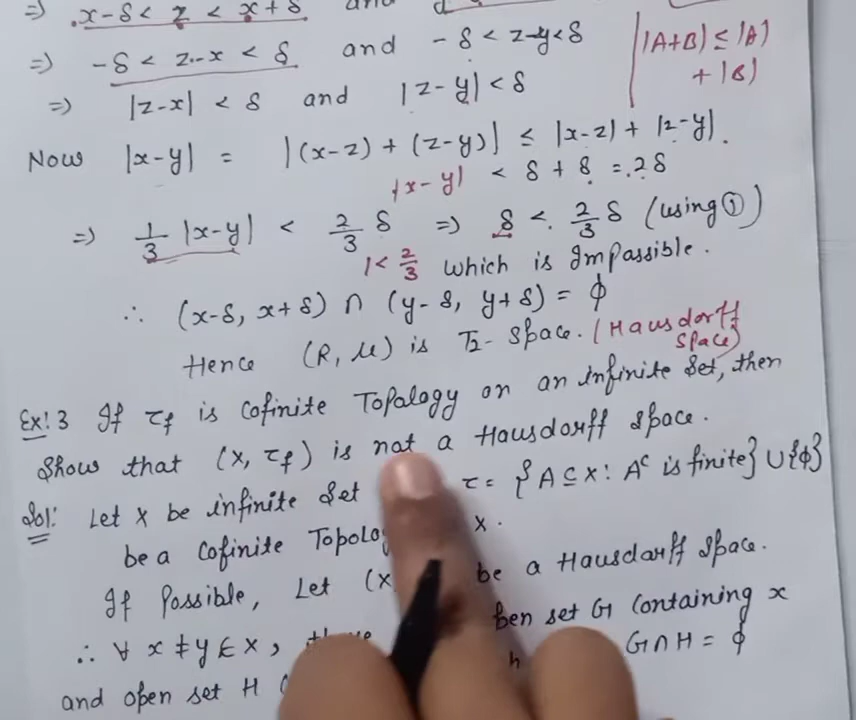 => x-δ < z < x+δ and
=> -δ < z-x < δ and -δ < z-y < δ
|A+B| ≤ |A| + |B|
=> |z-x| < δ and |z-y| < δ
Now |x-y| = |(x-z) + (z-y)| ≤ |x-z| + |z-y|.
|x-y| < δ + δ = 2δ
=> 1/3 |x-y| < 2/3 δ => δ < 2/3 δ (using ①)
1 < 2/3 which is Impassible.
∴ (x-δ, x+δ) ∩ (y-δ, y+δ) = ϕ
Hence (R, μ) is T₂- space. (Hausdorff space)
Ex! 3 If τf is Cofinite Topalogy on an infinite set, then
Show that (X, τf) is not a Hausdorff space.
Sol: Let X be infinite set τ = {A ⊆ X : Aᶜ is finite} ∪ {ϕ}
be a Cofinite Topolo X.
If Possible, Let (X be a Hausdorff space.
∴ ∀ x ≠ y ∈ X, pen set G Containing x
and open set H G∩H = ϕ